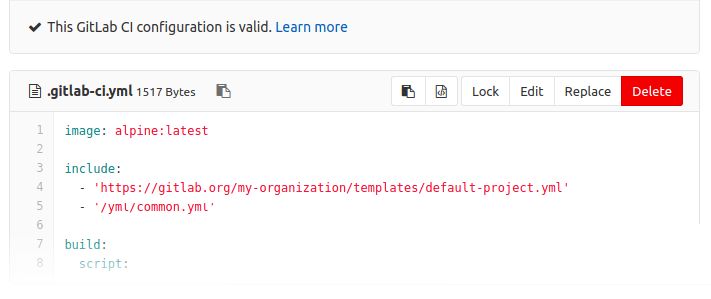 This GitLab CI configuration is valid. Learn more
.gitlab-ci.yml 1517 Bytes Lock Edit Replace Delete
1 image: alpine:latest
2
3 include:
4 - 'https://gitlab.org/my-organization/templates/default-project.yml'
5 - '/yml/common.yml'
6
7 build:
8 script: